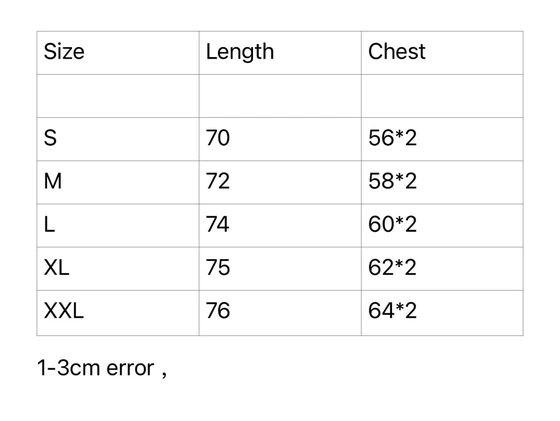 Size Length Chest
S 70 56*2
M 72 58*2
L 74 60*2
XL 75 62*2
XXL 76 64*2
1-3cm error ，